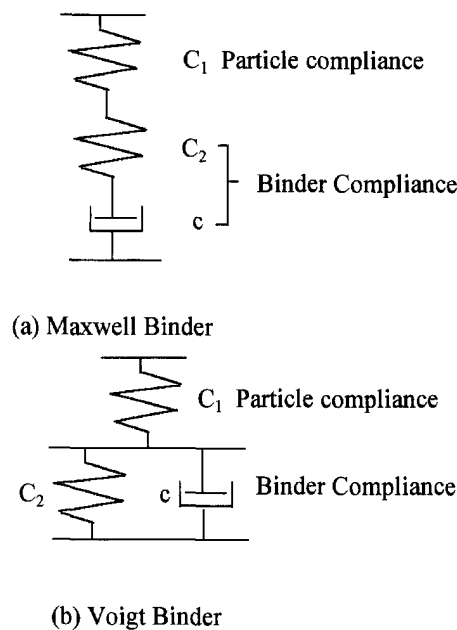 C₁ Particle compliance
C₂
Binder Compliance
c
(a) Maxwell Binder
C₁ Particle compliance
C₂
c
Binder Compliance
(b) Voigt Binder